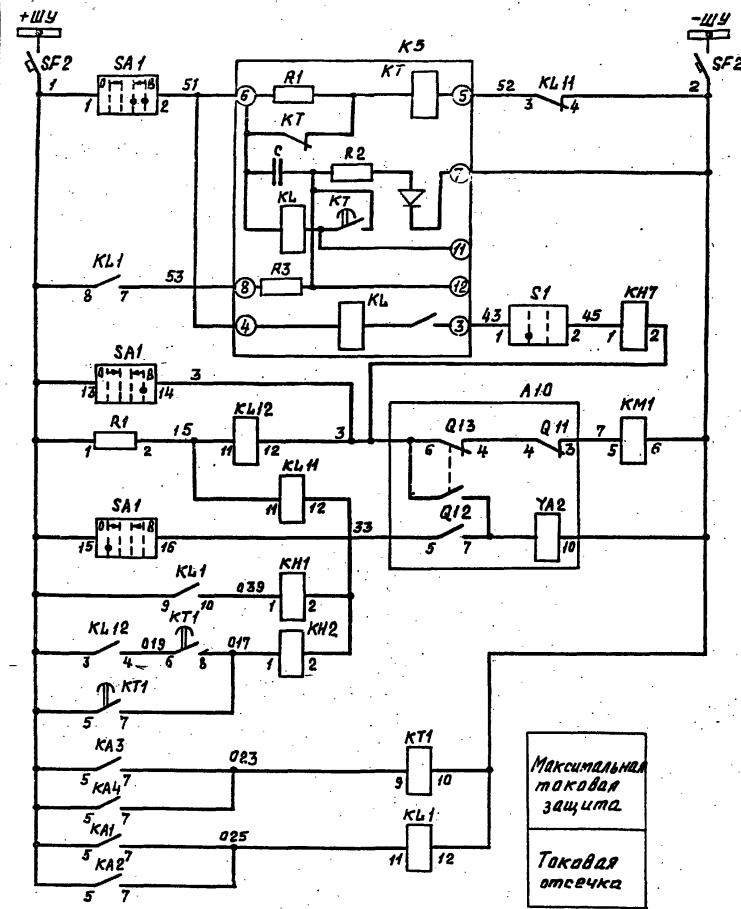 +ШУ
-ШУ
SF2
SF2
K5
SA1
O B
51
R1
KT
52
KL11
1
1
2
6
5
3
4
2
KT
C
R2
7
KL
KT
11
KL1
53
R3
8
7
8
12
KL
S1
KH7
4
3
43
1
2
45
1
2
SA1
O B
13
14
3
A10
R1
15
KL12
3
Q13
Q11
7
KM1
1
2
11
12
6
4
4
3
5
6
KL11
11
12
SA1
O B
33
Q12
YA2
15
16
5
7
10
KL1
039
KH1
9
10
1
2
KL12
019
KT1
017
KH2
3
4
6
8
1
2
KT1
5
7
KA3
023
KT1
5
7
9
10
KA4
5
7
KA1
025
KL1
5
7
11
12
KA2
5
7
Максимальная
токовая
защита
Токовая
отсечка